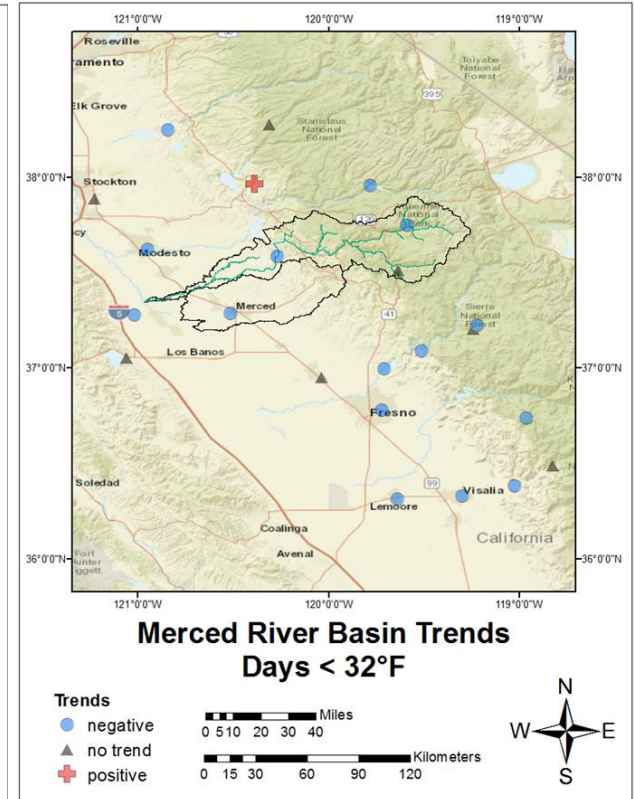 121°0'0"W
120°0'0"W
119°0'0"W
Roseville
ramento
Toiyabe
National
Forest
395
Elk Grove
Stanislaus
National
Forest
38°0'0"N
38°0'0"N
Stockton
National
Modesto
Merced
Sierra
National
Forest
5
41
Los Banos
37°0'0"N
37°0'0"N
Fresno
Soledad
99
Visalia
Lemoore
California
Coalinga
Avenal
36°0'0"N
36°0'0"N
Fort
Hunter
ggett
121°0'0"W
120°0'0"W
119°0'0"W
Merced River Basin Trends
Days < 32°F
Trends
negative
no trend
positive
Miles
0 5 10 20 30 40
Kilometers
0 15 30 60 90 120
N
W
E
S